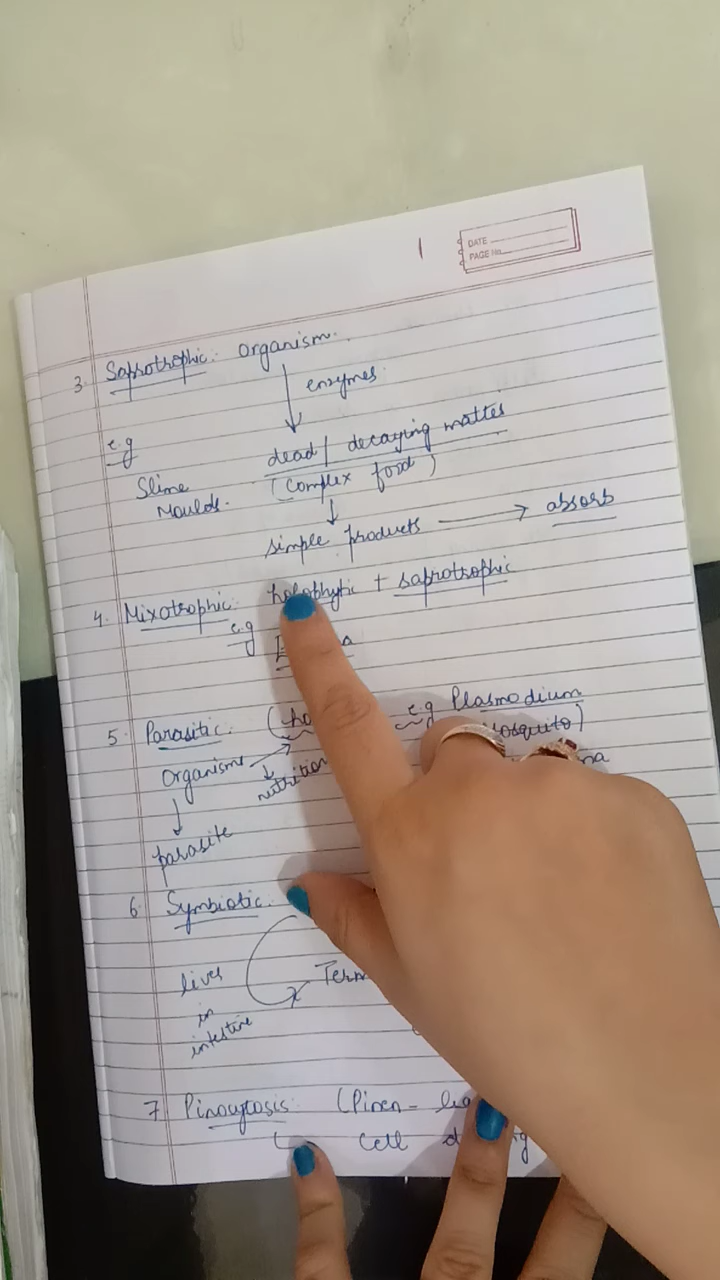 1
DATE
PAGE No.
3. Saprotrophic: Organism.
enzymes.
e.g
dead / decaying matter
Slime
Moulds.
(Complex food)
simple products → absorb
4. Mixotrophic: holophytic + saprotrophic
e.g
5. Parasitic: ( e.g Plasmodium
Organisms
nutrition
parasite
6. Symbiotic:
lives
in
intestine
7. Pinocytosis: (Pinen -
cell